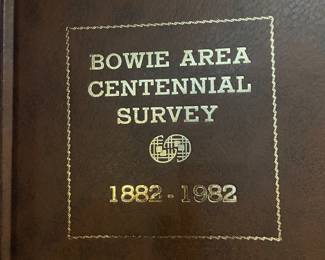 BOWIE AREA
CENTENNIAL
SURVEY
1882-1982